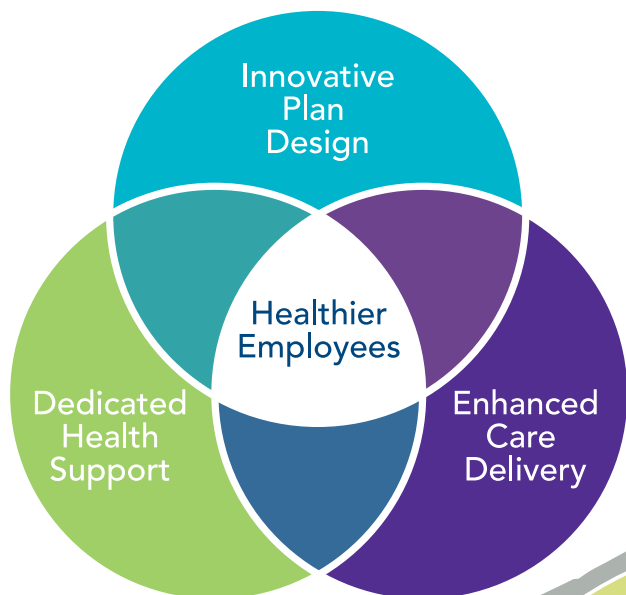 Innovative
Plan
Design
Healthier
Employees
Dedicated
Health
Support
Enhanced
Care
Delivery